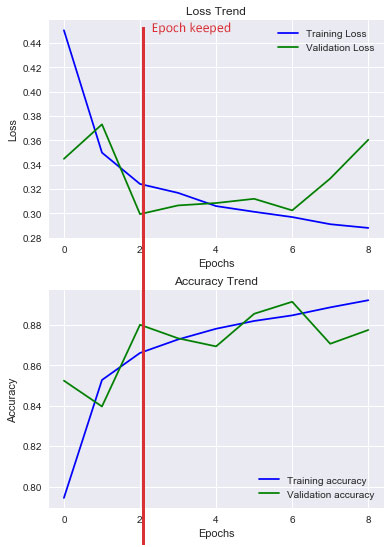 Loss Trend
Epoch keeped
Training Loss
Validation Loss
0.44
0.42
0.40
0.38
0.36
0.34
0.32
0.30
0.28
Loss
0 2 4 6 8
Epochs
Accuracy Trend
0.88
0.86
0.84
0.82
0.80
Accuracy
Training accuracy
Validation accuracy
0 2 4 6 8
Epochs